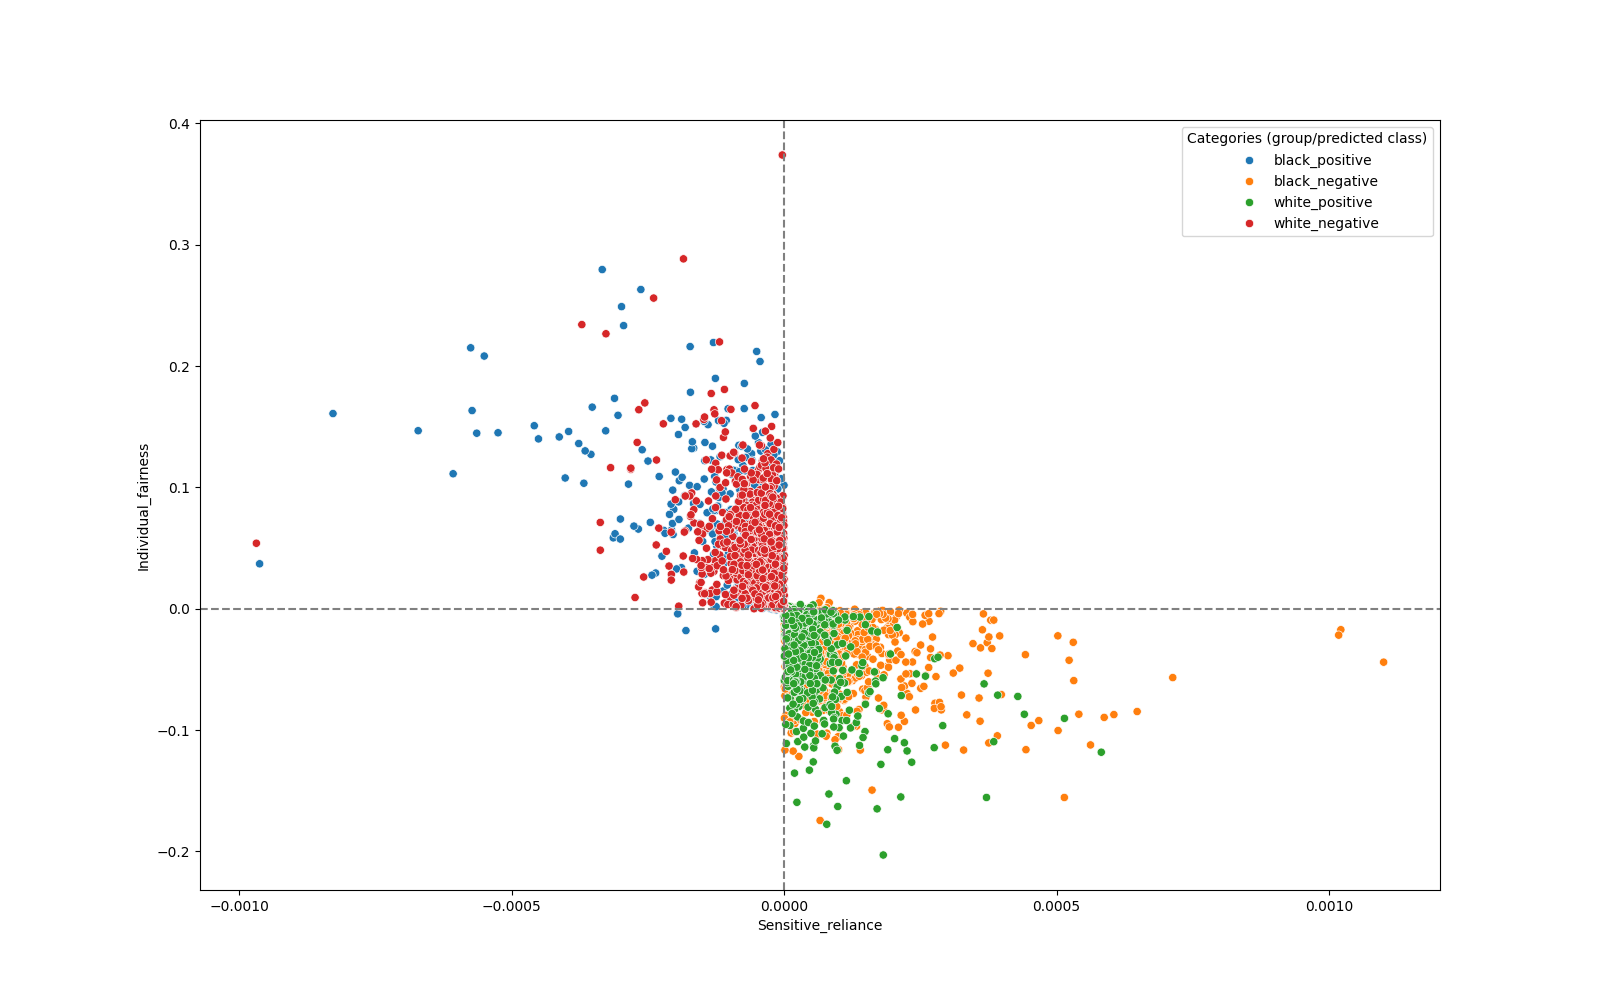 0.4
0.3
0.2
0.1
0.0
−0.1
−0.2
Individual_fairness
Categories (group/predicted class)
black_positive
black_negative
white_positive
white_negative
−0.0010
−0.0005
0.0000
0.0005
0.0010
Sensitive_reliance